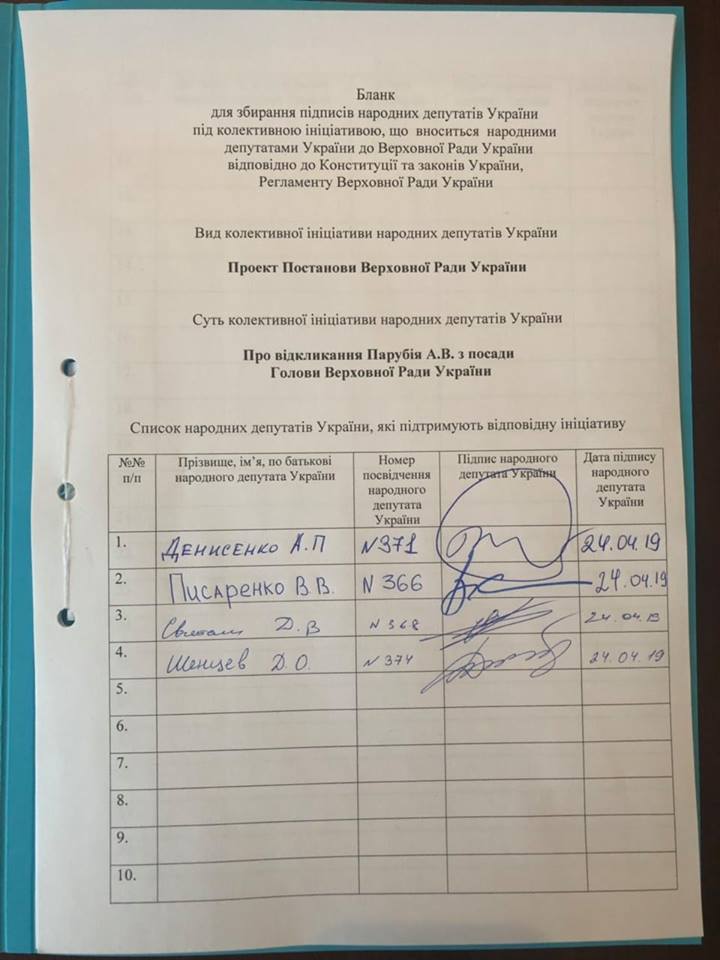 Бланк
для збирання підписів народних депутатів України
під колективною ініціативою, що вноситься народними
депутатами України до Верховної Ради України
відповідно до Конституції та законів України,
Регламенту Верховної Ради України
Вид колективної ініціативи народних депутатів України
Проект Постанови Верховної Ради України
Суть колективної ініціативи народних депутатів України
Про відкликання Парубія А.В. з посади
Голови Верховної Ради України
Список народних депутатів України, які підтримують відповідну ініціативу
№№ п/п Прізвище, ім’я, по батькові народного депутата України Номер посвідчення народного депутата України Підпис народного депутата України Дата підпису народного депутата України
1. Денисенко А.П N371 24.04.19
2. Писаренко В.В. N 366 24.04.19
3. Д.В N 368 24.04.19
4. Шенцев Д.О. N 374 24.04.19
5.
6.
7.
8.
9.
10.